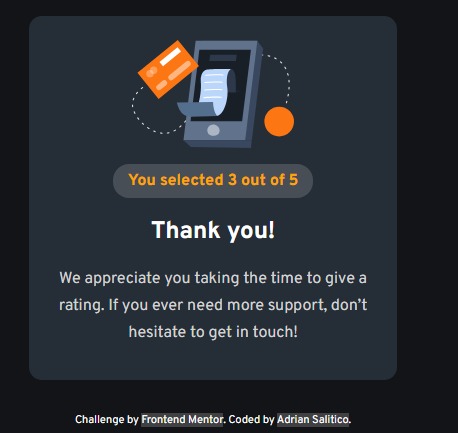 You selected 3 out of 5
Thank you!
We appreciate you taking the time to give a
rating. If you ever need more support, don’t
hesitate to get in touch!
Challenge by Frontend Mentor. Coded by Adrian Salitico.